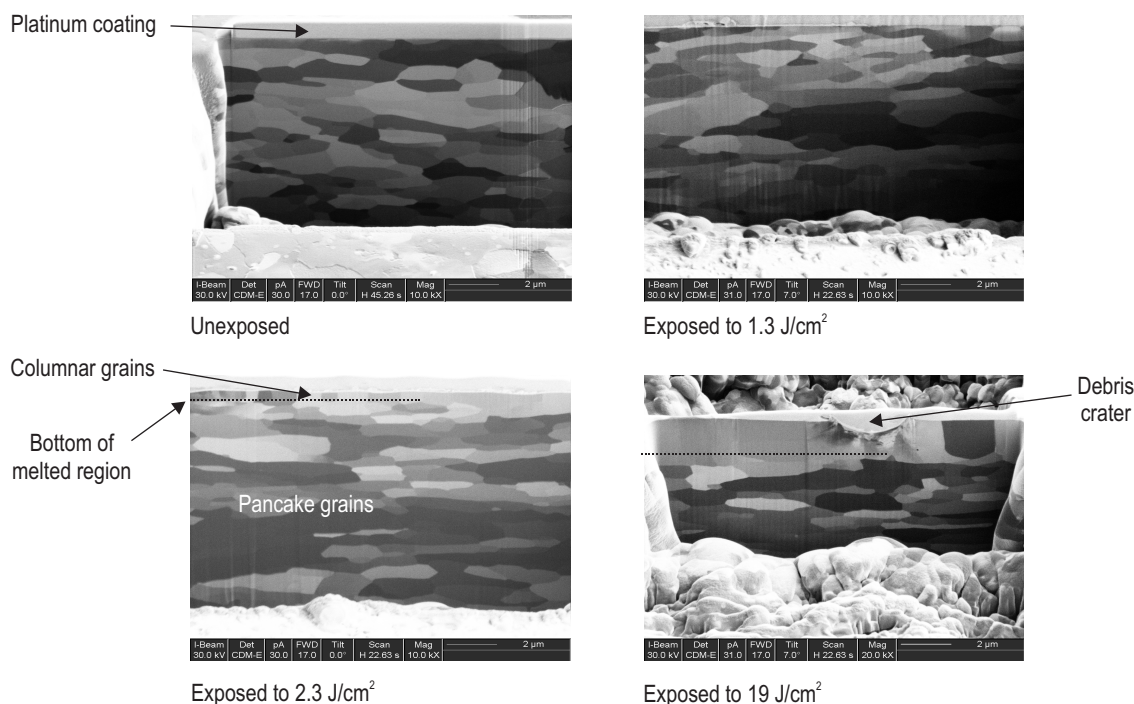 Platinum coating
I-Beam Det pA FWD Tilt Scan Mag 2 µm
30.0 kV CDM-E 30.0 17.0 0.0° H 45.26 s 10.0 kX
Unexposed
I-Beam Det pA FWD Tilt Scan Mag 2 µm
30.0 kV CDM-E 31.0 17.0 7.0° H 22.63 s 10.0 kX
Exposed to 1.3 J/cm²
Columnar grains
Bottom of
melted region
Pancake grains
I-Beam Det pA FWD Tilt Scan Mag 2 µm
30.0 kV CDM-E 30.0 17.0 0.0° H 22.63 s 10.0 kX
Exposed to 2.3 J/cm²
Debris
crater
I-Beam Det pA FWD Tilt Scan Mag 2 µm
30.0 kV CDM-E 31.0 17.0 7.0° H 22.63 s 20.0 kX
Exposed to 19 J/cm²